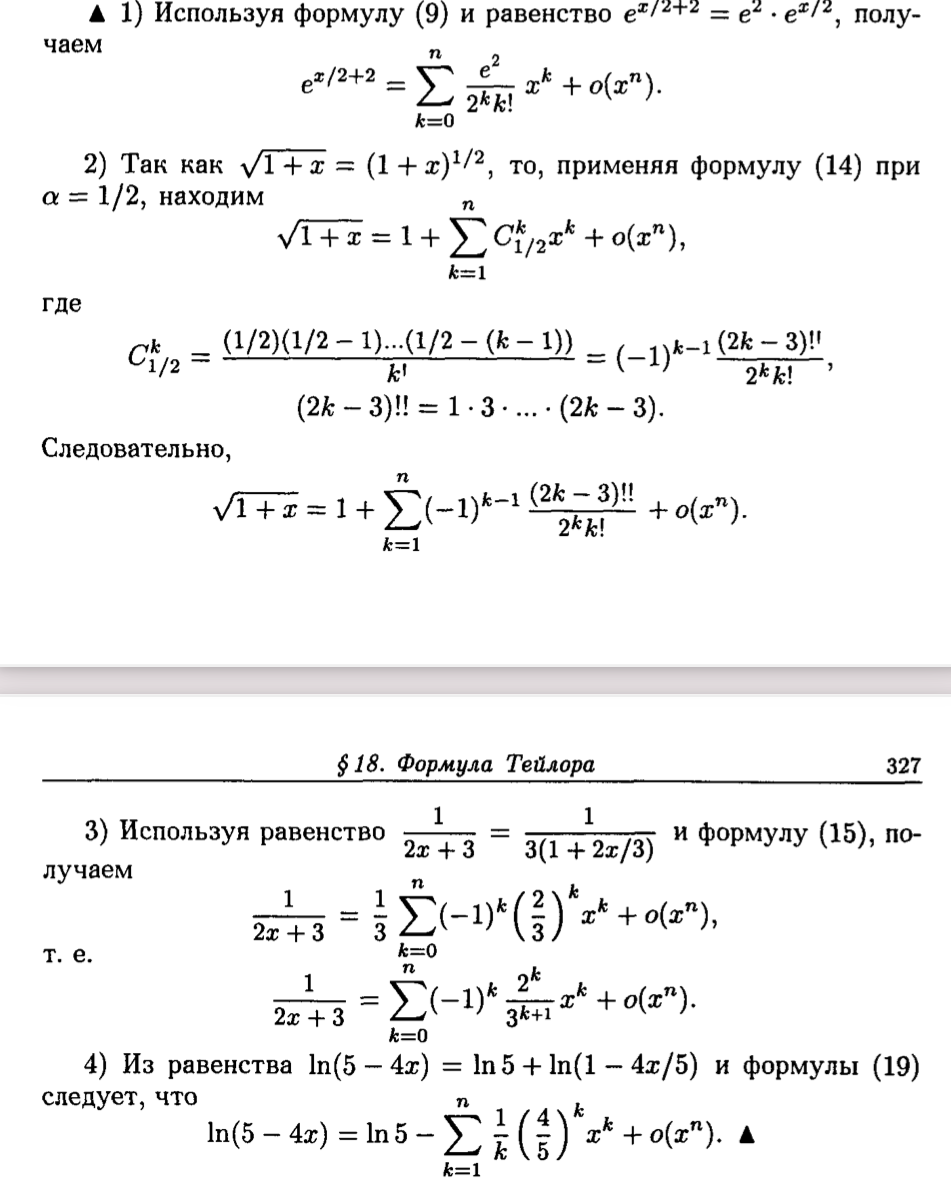 ▲ 1) Используя формулу (9) и равенство e^{x/2+2} = e^2 · e^{x/2}, полу-
чаем
e^{x/2+2} = \sum_{k=0}^{n} \frac{e^2}{2^k k!} x^k + o(x^n).
2) Так как \sqrt{1+x} = (1+x)^{1/2}, то, применяя формулу (14) при
α = 1/2, находим
\sqrt{1+x} = 1 + \sum_{k=1}^{n} C_{1/2}^k x^k + o(x^n),
где
C_{1/2}^k = \frac{(1/2)(1/2 − 1)...(1/2 − (k − 1))}{k!} = (−1)^{k−1} \frac{(2k − 3)!!}{2^k k!},
(2k − 3)!! = 1 · 3 · ... · (2k − 3).
Следовательно,
\sqrt{1+x} = 1 + \sum_{k=1}^{n} (−1)^{k−1} \frac{(2k − 3)!!}{2^k k!} + o(x^n).
§ 18. Формула Тейлора 327
3) Используя равенство \frac{1}{2x + 3} = \frac{1}{3(1 + 2x/3)} и формулу (15), по-
лучаем
\frac{1}{2x + 3} = \frac{1}{3} \sum_{k=0}^{n} (−1)^k \left(\frac{2}{3}\right)^k x^k + o(x^n),
т. е.
\frac{1}{2x + 3} = \sum_{k=0}^{n} (−1)^k \frac{2^k}{3^{k+1}} x^k + o(x^n).
4) Из равенства ln(5 − 4x) = ln 5 + ln(1 − 4x/5) и формулы (19)
следует, что
ln(5 − 4x) = ln 5 − \sum_{k=1}^{n} \frac{1}{k} \left(\frac{4}{5}\right)^k x^k + o(x^n). ▲